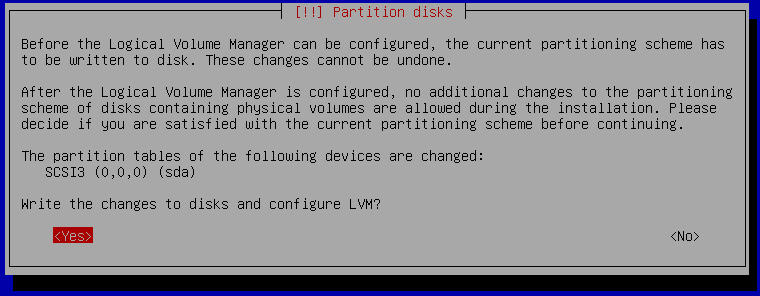 [!!] Partition disks
Before the Logical Volume Manager can be configured, the current partitioning scheme has
to be written to disk. These changes cannot be undone.
After the Logical Volume Manager is configured, no additional changes to the partitioning
scheme of disks containing physical volumes are allowed during the installation. Please
decide if you are satisfied with the current partitioning scheme before continuing.
The partition tables of the following devices are changed:
SCSI3 (0,0,0) (sda)
Write the changes to disks and configure LVM?
<Yes> <No>